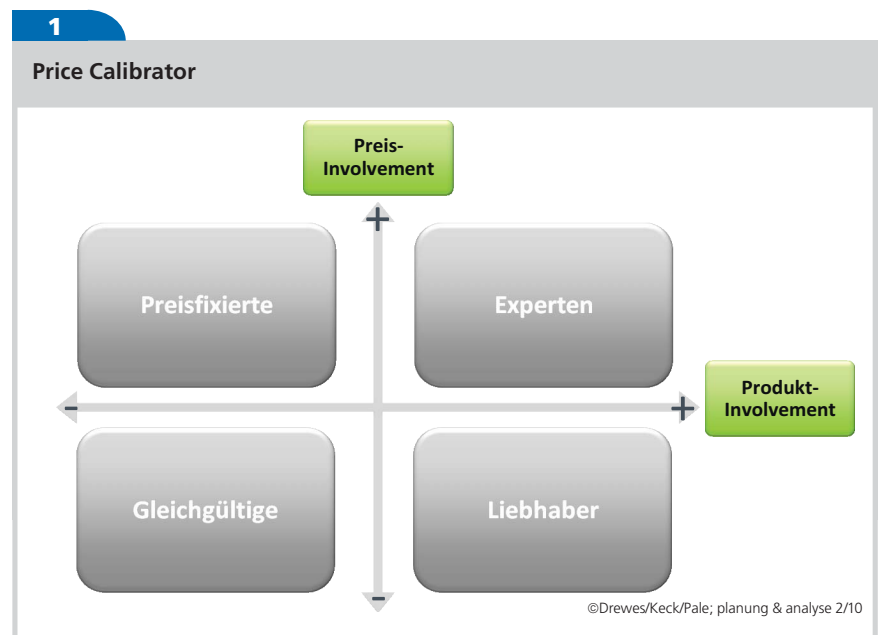 1
Price Calibrator
Preis-
Involvement
+
Preisfixierte
Experten
-
+
Produkt-
Involvement
Gleichgültige
Liebhaber
-
©Drewes/Keck/Pale; planung & analyse 2/10